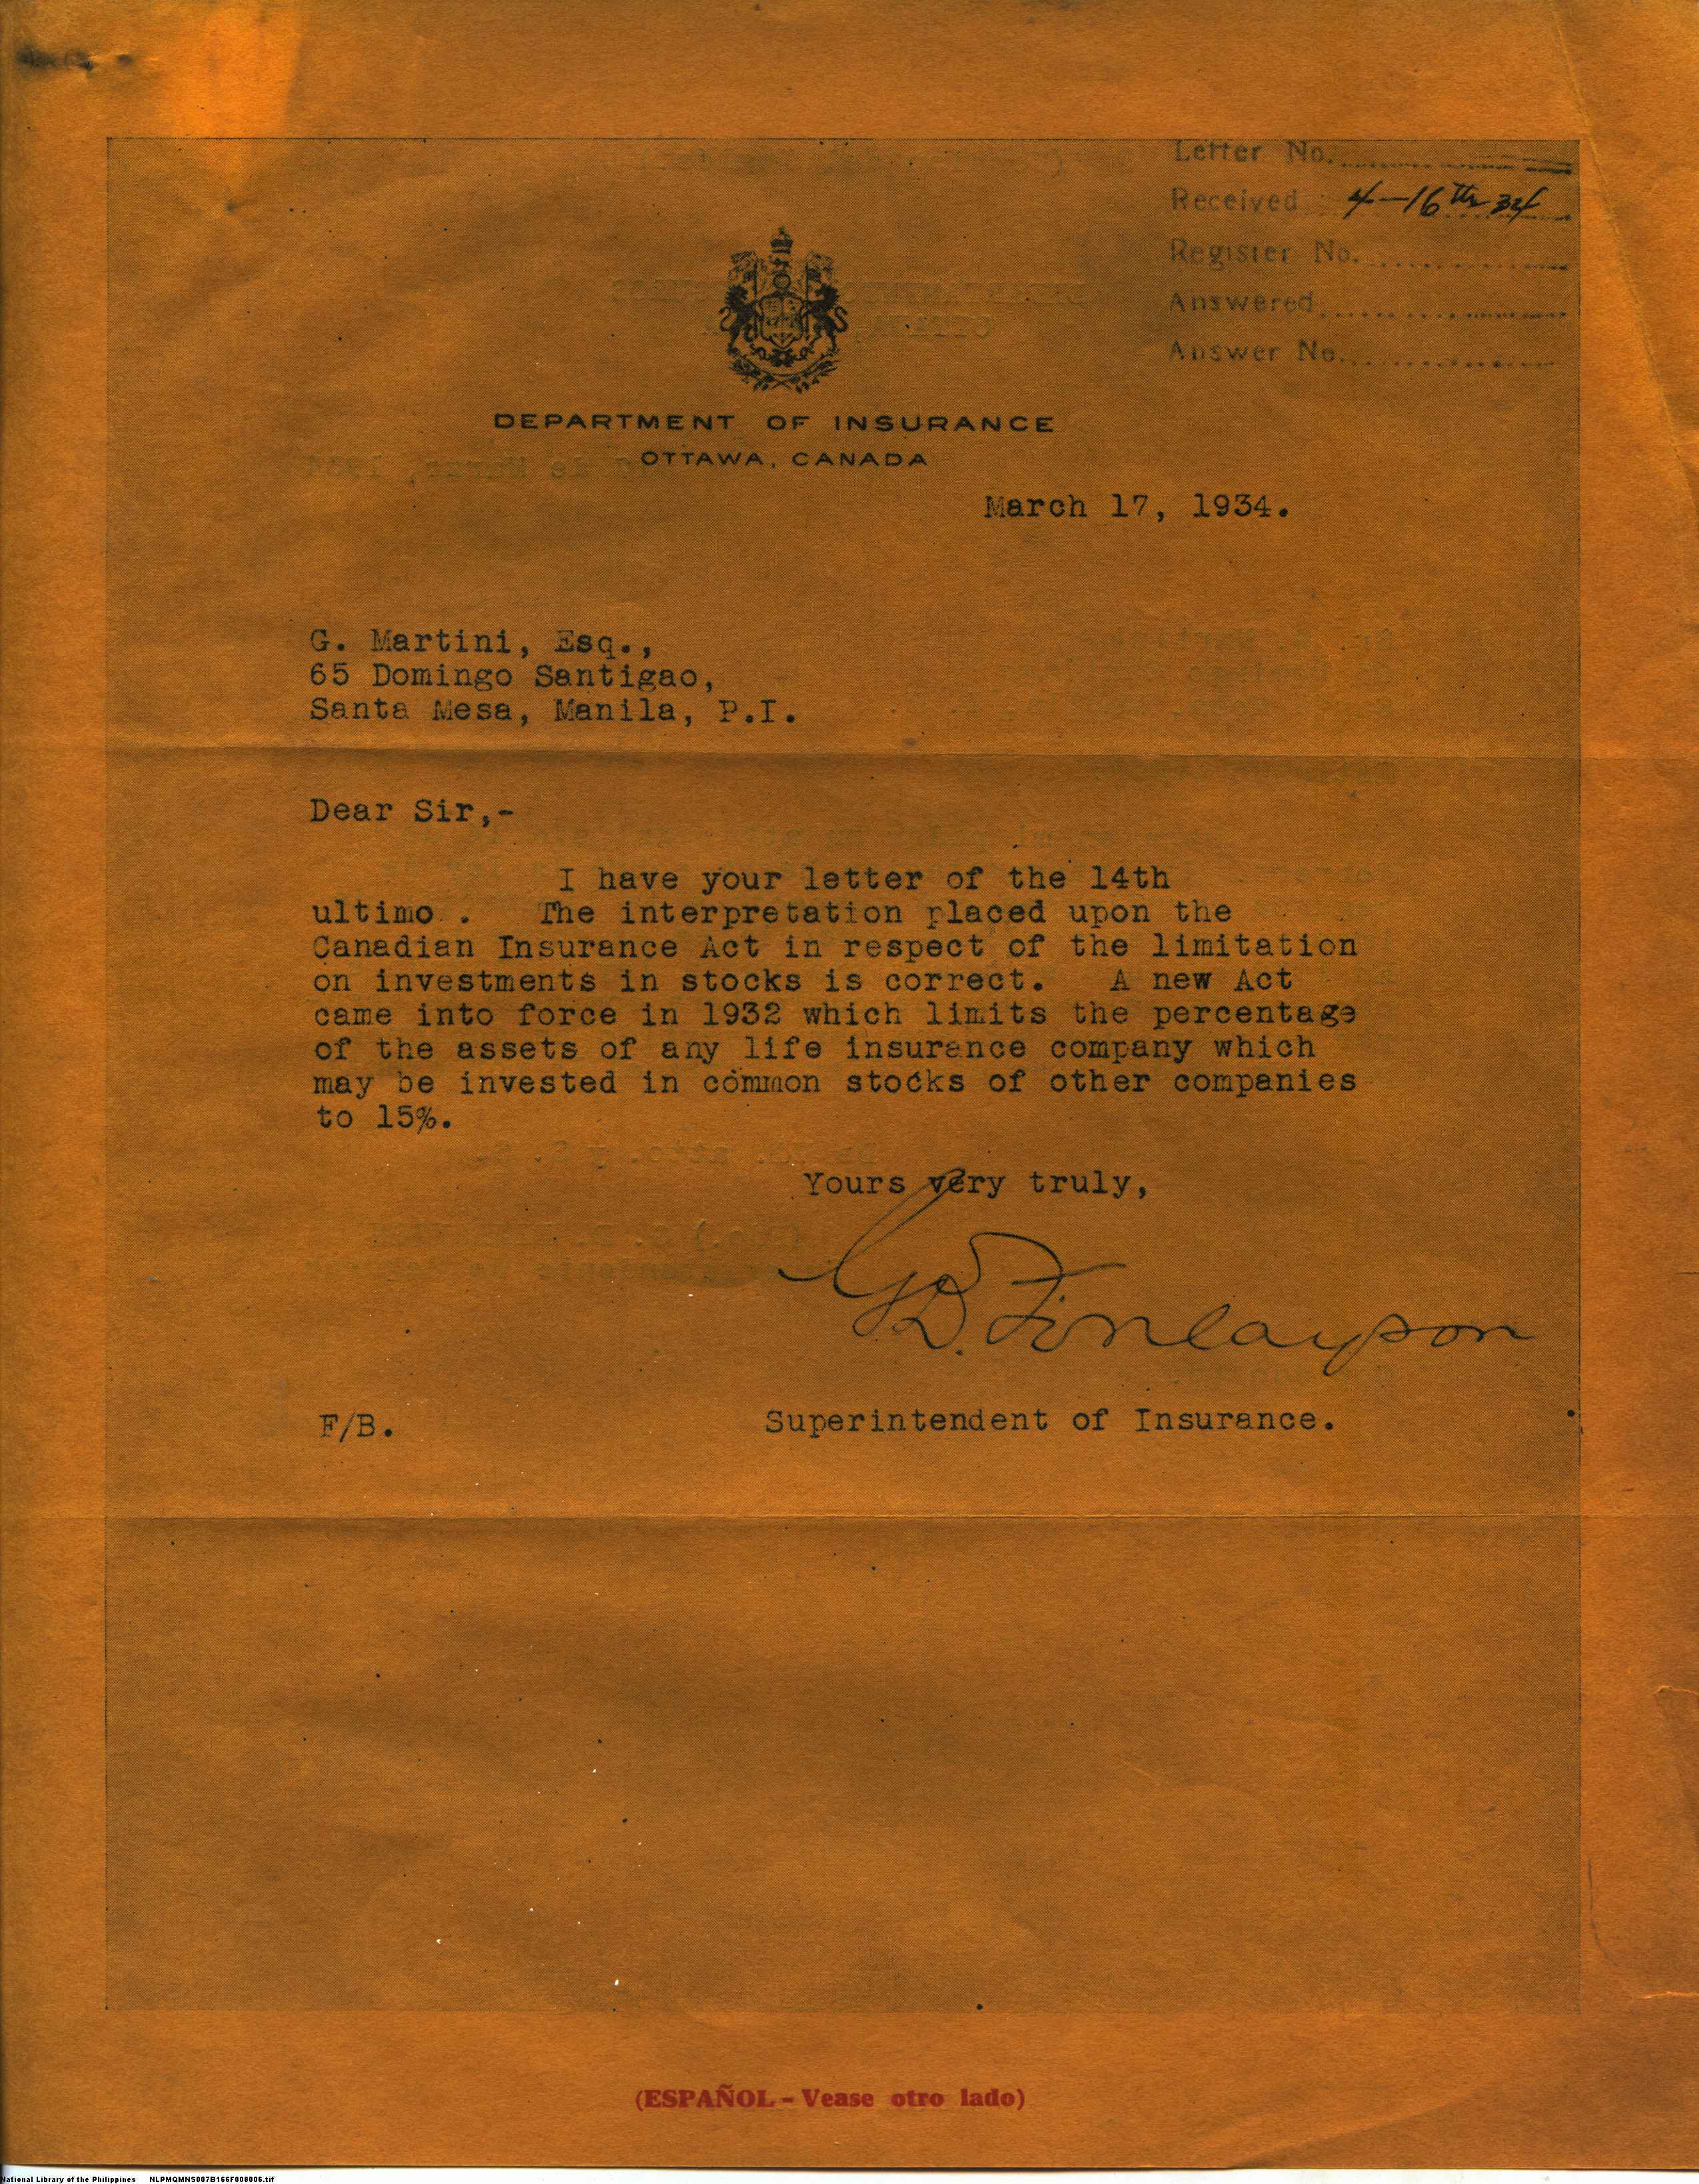 Letter No.
Received 4-16th 34
Register No.
Answered
Answer No.
DEPARTMENT OF INSURANCE
OTTAWA, CANADA
March 17, 1934.
G. Martini, Esq.,
65 Domingo Santigao,
Santa Mesa, Manila, P.I.
Dear Sir,-
I have your letter of the 14th
ultimo . The interpretation placed upon the
Canadian Insurance Act in respect of the limitation
on investments in stocks is correct. A new Act
came into force in 1932 which limits the percentage
of the assets of any life insurance company which
may be invested in common stocks of other companies
to 15%.
Yours very truly,
GD. Finlayson
F/B. Superintendent of Insurance.
(ESPAÑOL - Vease otro lado)
National Library of the Philippines NLPMQMNS007B166F008006.tif